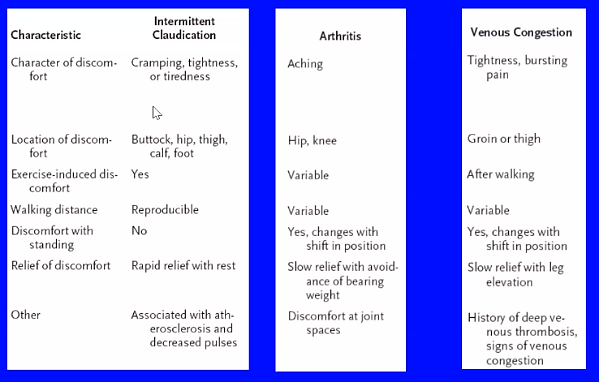 Characteristic
Intermittent
Claudication
Character of discom-
fort
Cramping, tightness,
or tiredness
Location of discom-
fort
Buttock, hip, thigh,
calf, foot
Exercise-induced dis-
comfort
Yes
Walking distance
Reproducible
Discomfort with
standing
No
Relief of discomfort
Rapid relief with rest
Other
Associated with ath-
erosclerosis and
decreased pulses
Arthritis
Aching
Hip, knee
Variable
Variable
Yes, changes with
shift in position
Slow relief with avoid-
ance of bearing
weight
Discomfort at joint
spaces
Venous Congestion
Tightness, bursting
pain
Groin or thigh
After walking
Variable
Yes, changes with
shift in position
Slow relief with leg
elevation
History of deep ve-
nous thrombosis,
signs of venous
congestion